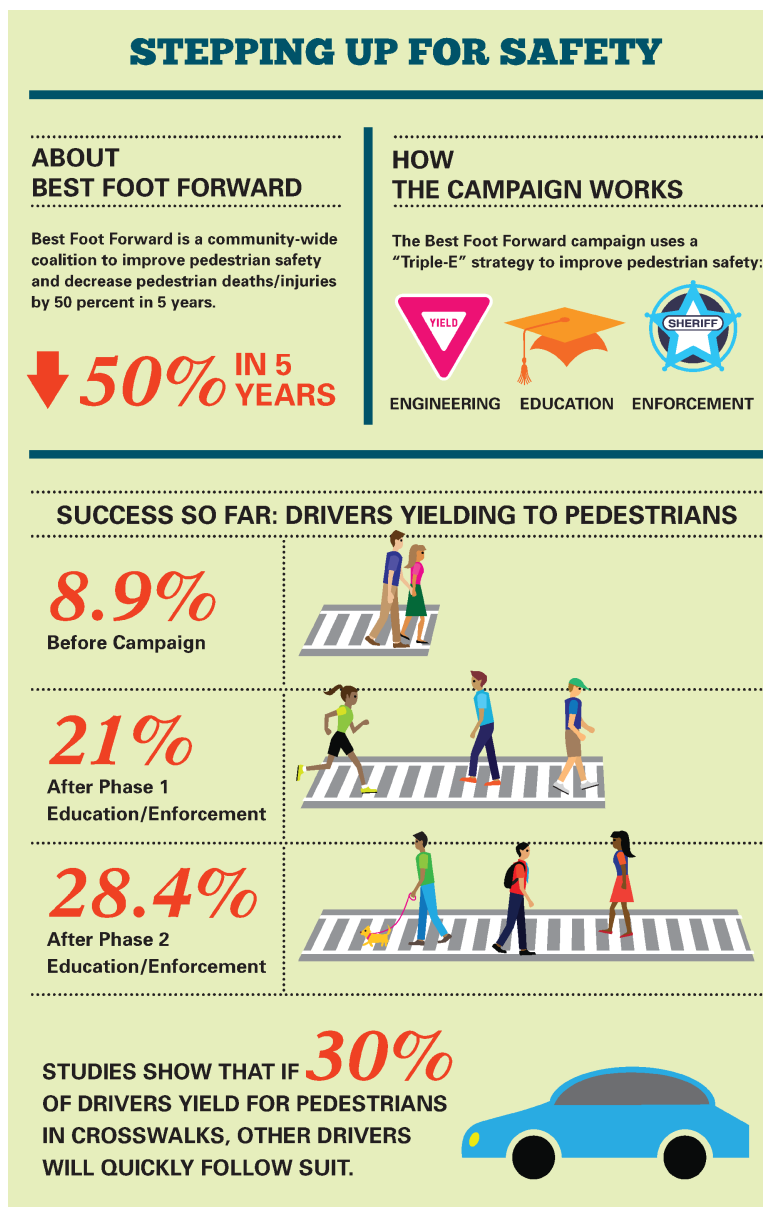 STEPPING UP FOR SAFETY
ABOUT
BEST FOOT FORWARD
Best Foot Forward is a community-wide
coalition to improve pedestrian safety
and decrease pedestrian deaths/injuries
by 50 percent in 5 years.
50% IN 5
YEARS
HOW
THE CAMPAIGN WORKS
The Best Foot Forward campaign uses a
“Triple-E” strategy to improve pedestrian safety:
YIELD
SHERIFF
ENGINEERING EDUCATION ENFORCEMENT
SUCCESS SO FAR: DRIVERS YIELDING TO PEDESTRIANS
8.9%
Before Campaign
21%
After Phase 1
Education/Enforcement
28.4%
After Phase 2
Education/Enforcement
STUDIES SHOW THAT IF 30%
OF DRIVERS YIELD FOR PEDESTRIANS
IN CROSSWALKS, OTHER DRIVERS
WILL QUICKLY FOLLOW SUIT.